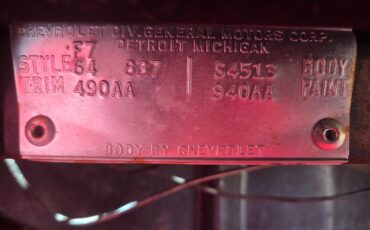 CHEVROLET DIV. GENERAL MOTORS CORP.
F7 DETROIT MICHIGAN
STYLE 84 837 S4513 BODY
TRIM 490AA 940AA PAINT
BODY BY CHEVROLET